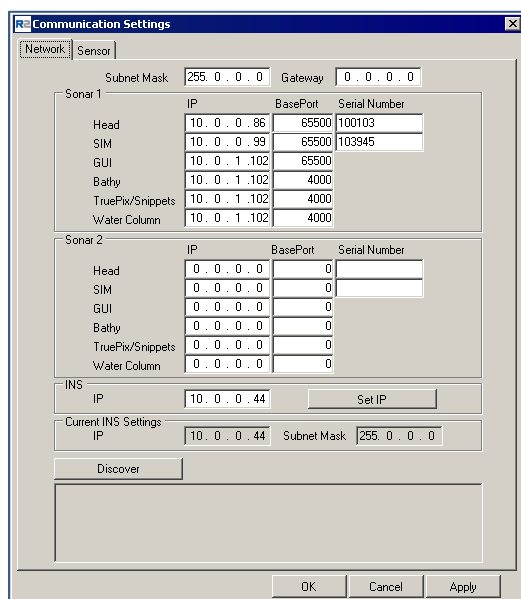 R2 Communication Settings
Network Sensor
Subnet Mask 255. 0 . 0 . 0 Gateway 0 . 0 . 0 . 0
Sonar 1
IP BasePort Serial Number
Head 10 . 0 . 0 . 86 65500 100103
SIM 10 . 0 . 0 . 99 65500 103945
GUI 10 . 0 . 1 . 102 65500
Bathy 10 . 0 . 1 . 102 4000
TruePix/Snippets 10 . 0 . 1 . 102 4000
Water Column 10 . 0 . 1 . 102 4000
Sonar 2
IP BasePort Serial Number
Head 0 . 0 . 0 . 0 0
SIM 0 . 0 . 0 . 0 0
GUI 0 . 0 . 0 . 0 0
Bathy 0 . 0 . 0 . 0 0
TruePix/Snippets 0 . 0 . 0 . 0 0
Water Column 0 . 0 . 0 . 0 0
INS
IP 10 . 0 . 0 . 44 Set IP
Current INS Settings
IP 10 . 0 . 0 . 44 Subnet Mask 255. 0 . 0 . 0
Discover
OK Cancel Apply